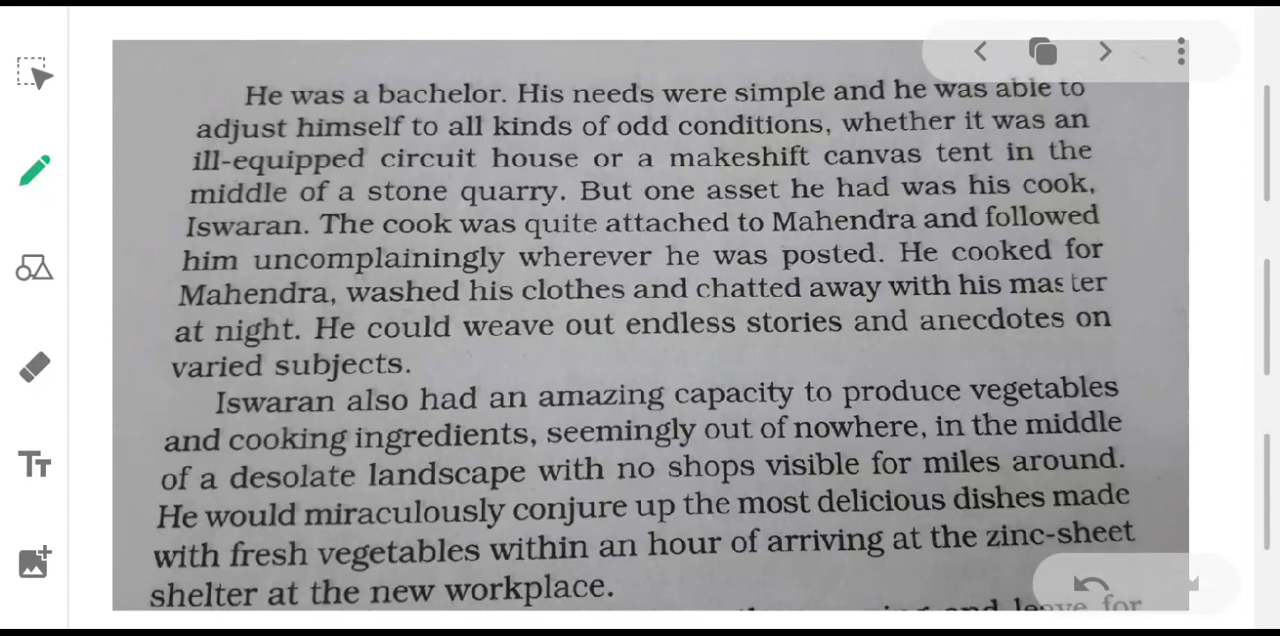 He was a bachelor. His needs were simple and he was able to
adjust himself to all kinds of odd conditions, whether it was an
ill-equipped circuit house or a makeshift canvas tent in the
middle of a stone quarry. But one asset he had was his cook,
Iswaran. The cook was quite attached to Mahendra and followed
him uncomplainingly wherever he was posted. He cooked for
Mahendra, washed his clothes and chatted away with his master
at night. He could weave out endless stories and anecdotes on
varied subjects.
Iswaran also had an amazing capacity to produce vegetables
and cooking ingredients, seemingly out of nowhere, in the middle
of a desolate landscape with no shops visible for miles around.
He would miraculously conjure up the most delicious dishes made
with fresh vegetables within an hour of arriving at the zinc-sheet
shelter at the new workplace.
and leave for
TT